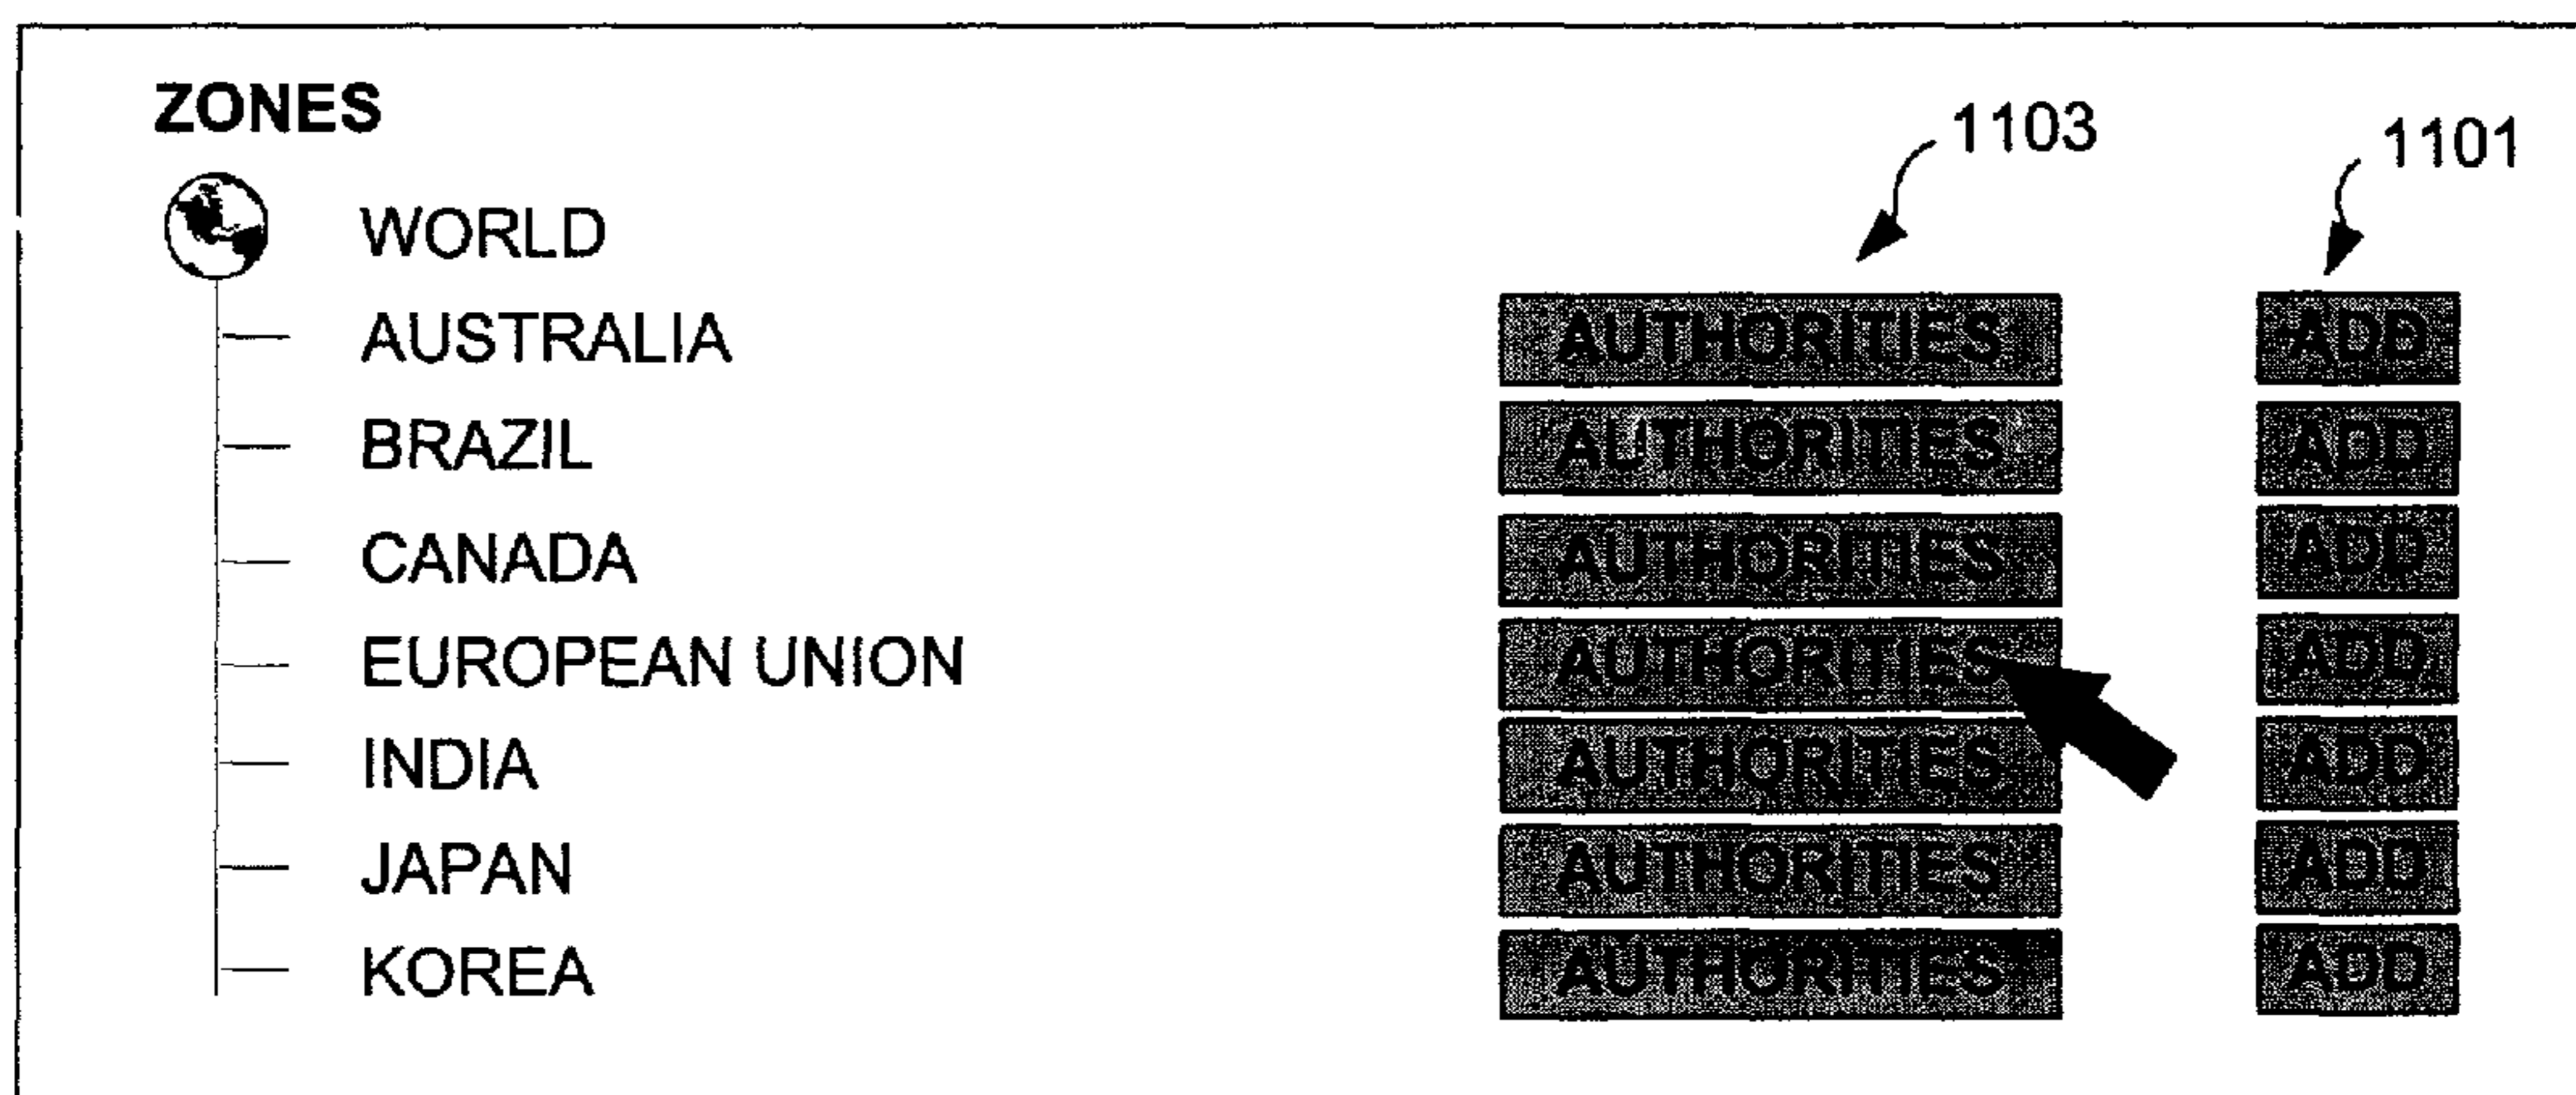 ZONES
1103
1101
WORLD
AUSTRALIA AUTHORITIES ADD
BRAZIL AUTHORITIES ADD
CANADA AUTHORITIES ADD
EUROPEAN UNION AUTHORITIES ADD
INDIA AUTHORITIES ADD
JAPAN AUTHORITIES ADD
KOREA AUTHORITIES ADD